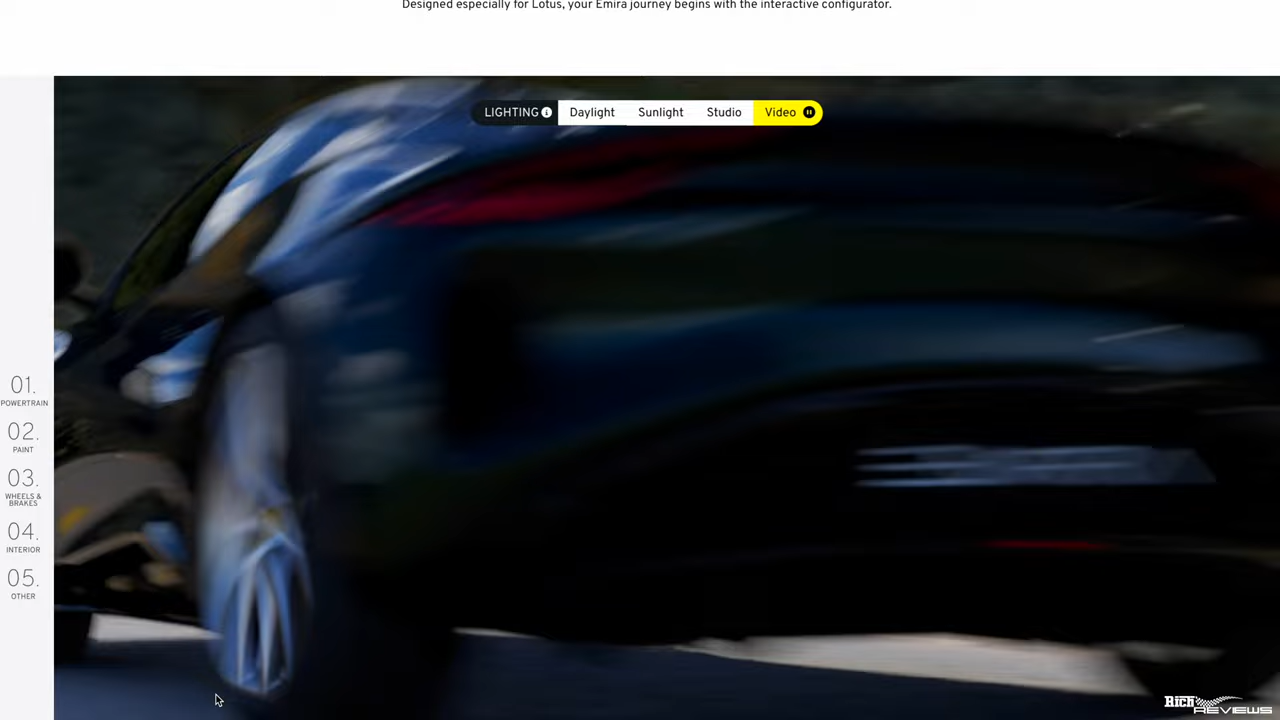 Designed especially for Lotus, your Emira journey begins with the interactive configurator.
LIGHTING Daylight Sunlight Studio Video
01.
POWERTRAIN
02.
PAINT
03.
WHEELS &
BRAKES
04.
INTERIOR
05.
OTHER
Rich
REVIEWS